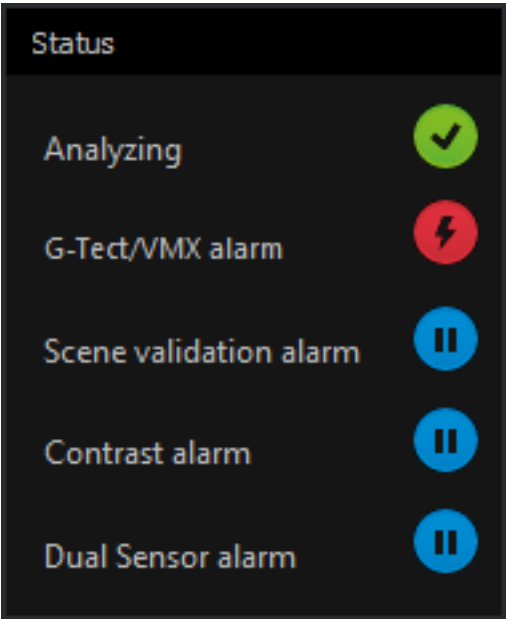 Status
Analyzing
G-Tect/VMX alarm
Scene validation alarm
Contrast alarm
Dual Sensor alarm